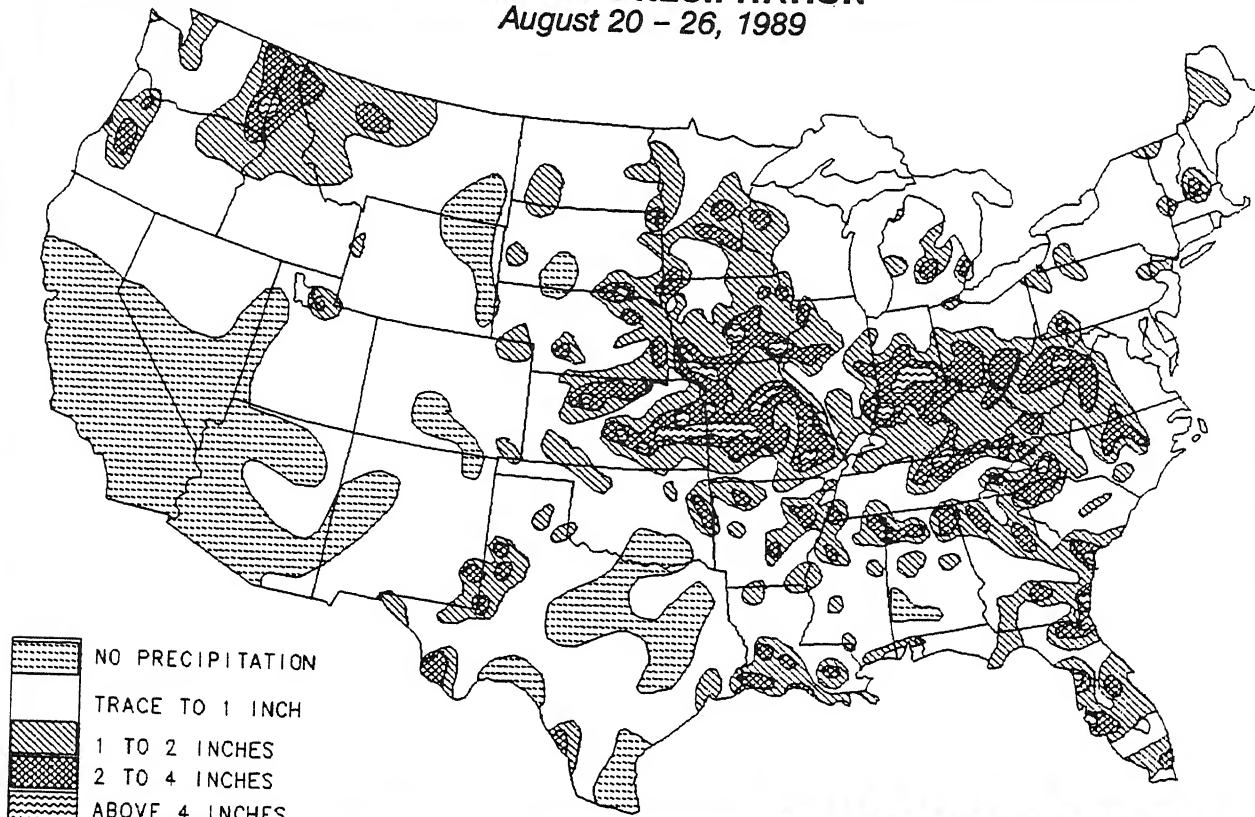 August 20 – 26, 1989
NO PRECIPITATION
TRACE TO 1 INCH
1 TO 2 INCHES
2 TO 4 INCHES
ABOVE 4 INCHES